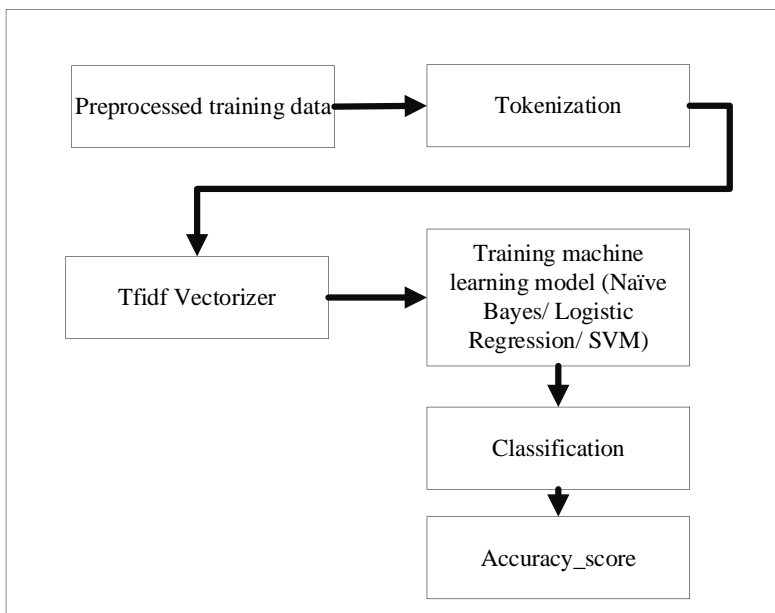 Preprocessed training data
Tokenization
Tfidf Vectorizer
Training machine
learning model (Naïve
Bayes/ Logistic
Regression/ SVM)
Classification
Accuracy_score